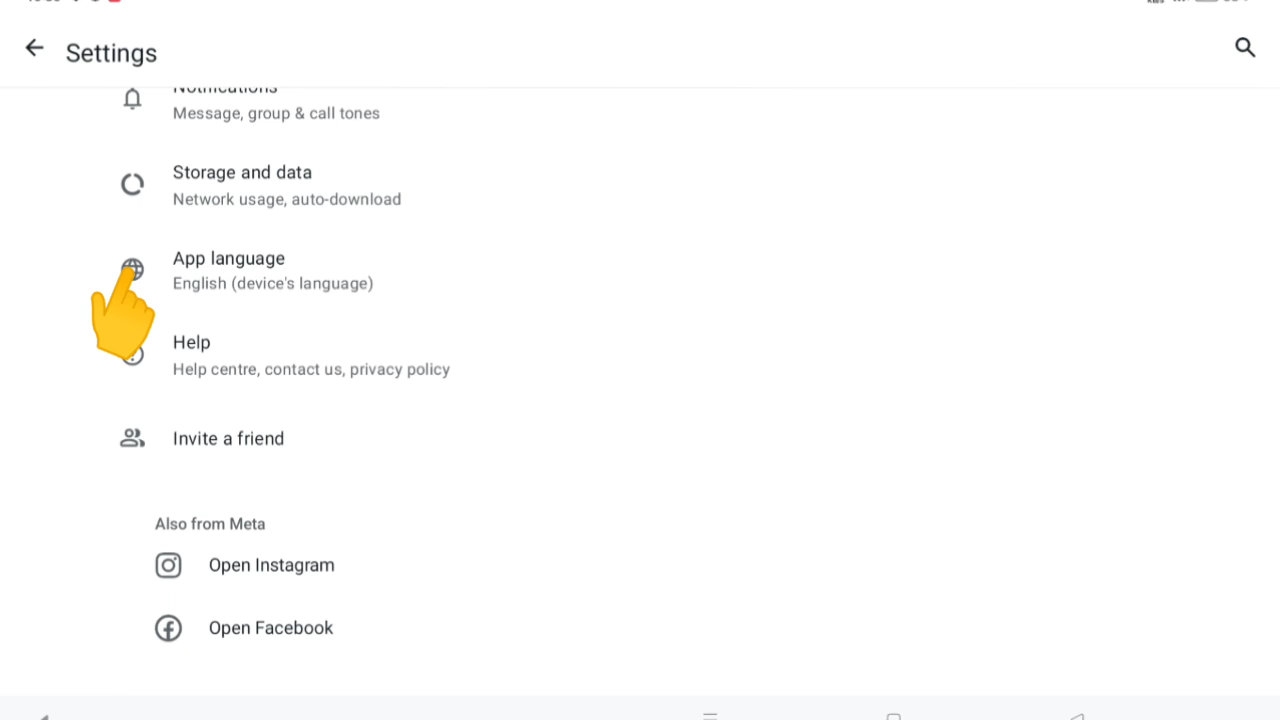 Settings
Notifications
Message, group & call tones
Storage and data
Network usage, auto-download
App language
English (device's language)
Help
Help centre, contact us, privacy policy
Invite a friend
Also from Meta
Open Instagram
Open Facebook